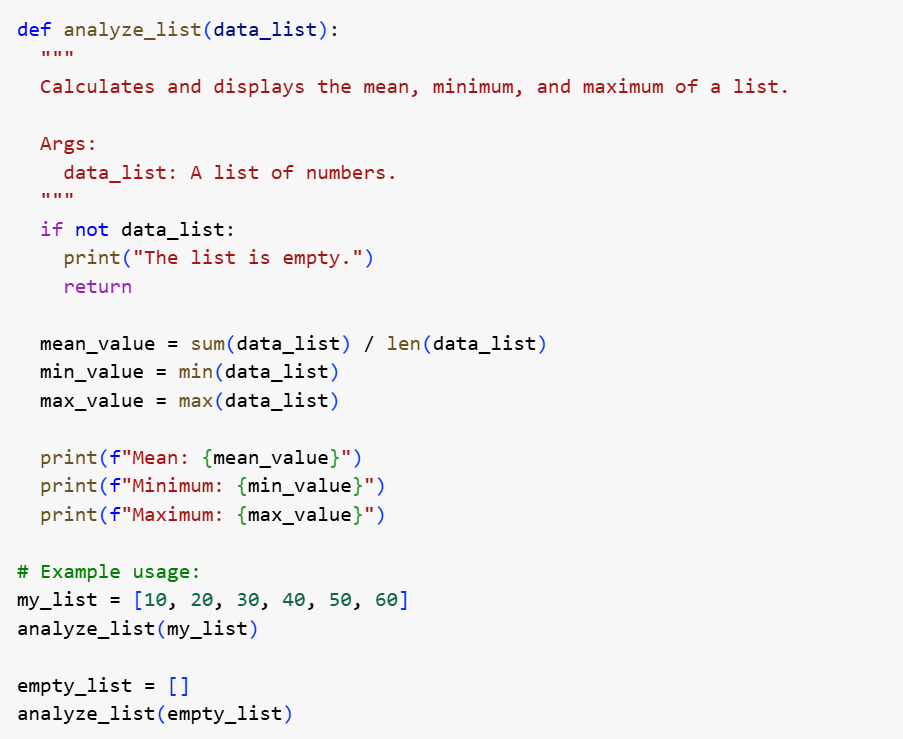 def analyze_list(data_list):
  """
  Calculates and displays the mean, minimum, and maximum of a list.

  Args:
    data_list: A list of numbers.
  """
  if not data_list:
    print("The list is empty.")
    return

  mean_value = sum(data_list) / len(data_list)
  min_value = min(data_list)
  max_value = max(data_list)

  print(f"Mean: {mean_value}")
  print(f"Minimum: {min_value}")
  print(f"Maximum: {max_value}")

# Example usage:
my_list = [10, 20, 30, 40, 50, 60]
analyze_list(my_list)

empty_list = []
analyze_list(empty_list)